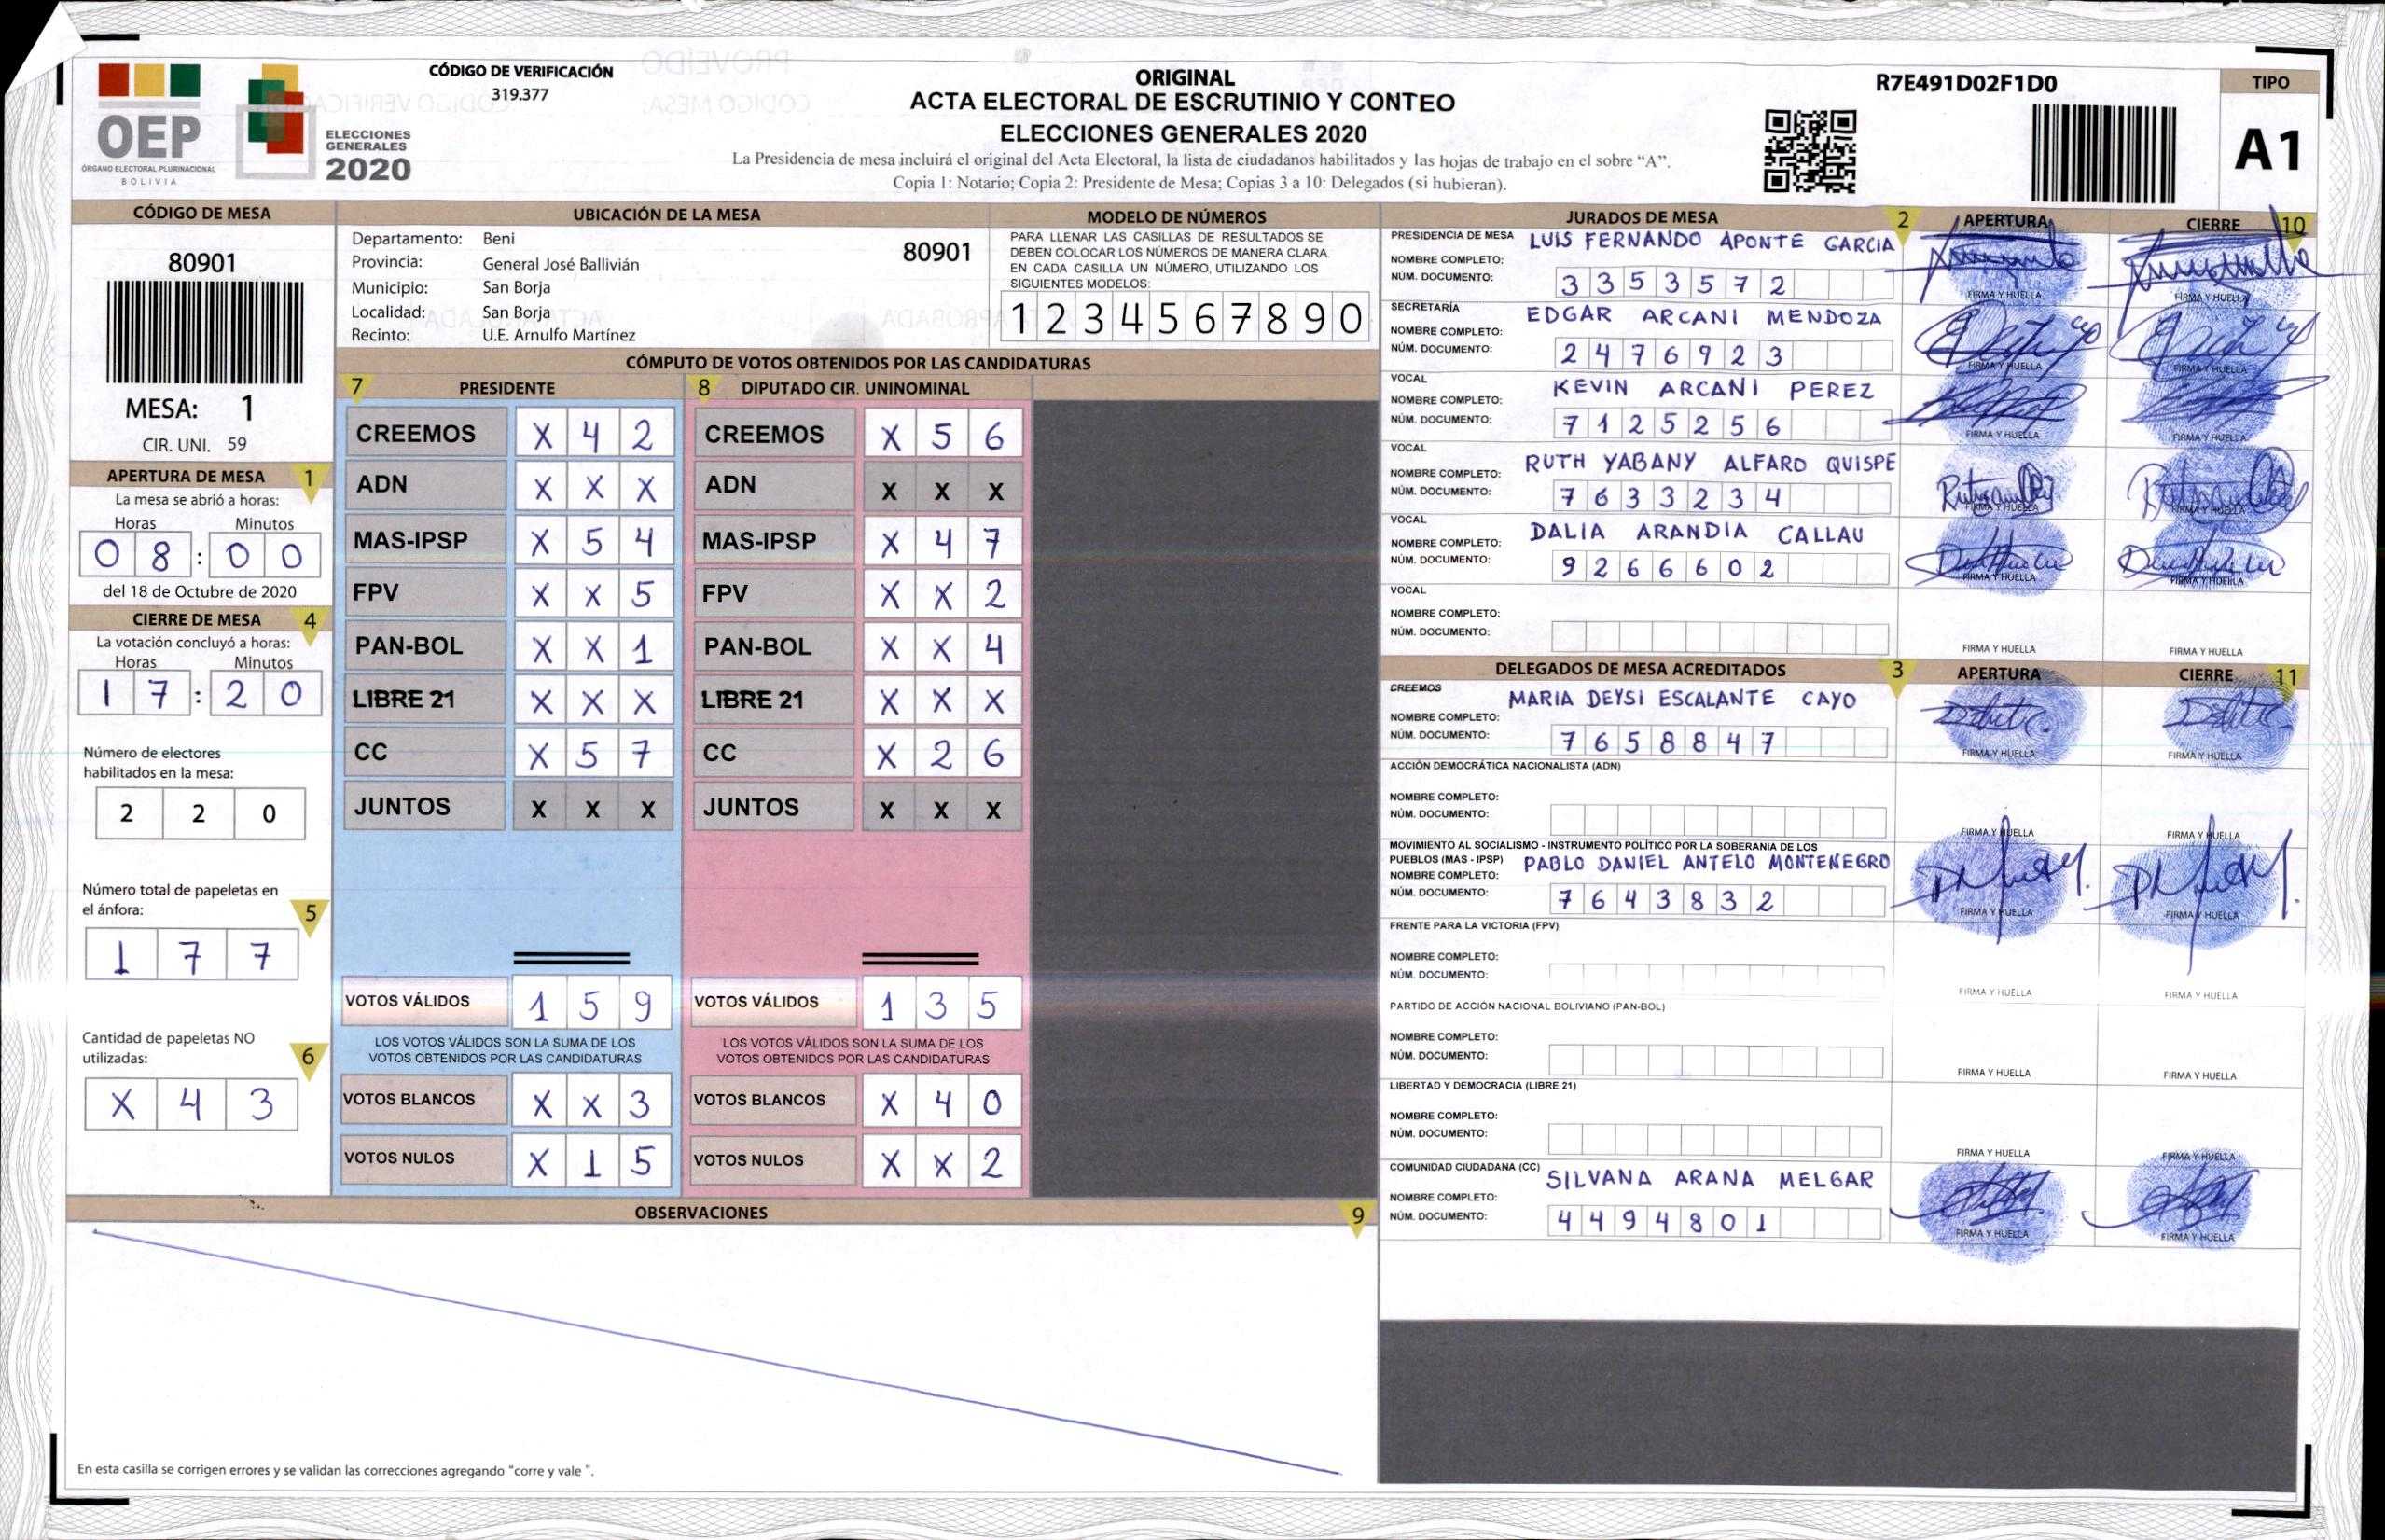 CÓDIGO DE VERIFICACIÓN
319.377
OEP
ÓRGANO ELECTORAL PLURINACIONAL
BOLIVIA
ELECCIONES
GENERALES
2020
ORIGINAL
ACTA ELECTORAL DE ESCRUTINIO Y CONTEO
ELECCIONES GENERALES 2020
La Presidencia de mesa incluirá el original del Acta Electoral, la lista de ciudadanos habilitados y las hojas de trabajo en el sobre “A”.
Copia 1: Notario; Copia 2: Presidente de Mesa; Copias 3 a 10: Delegados (si hubieran).
R7E491D02F1D0
TIPO
A1
CÓDIGO DE MESA
80901
MESA: 1
CIR. UNI. 59
APERTURA DE MESA 1
La mesa se abrió a horas:
Horas Minutos
0 8 : 0 0
del 18 de Octubre de 2020
CIERRE DE MESA 4
La votación concluyó a horas:
Horas Minutos
1 7 : 2 0
Número de electores
habilitados en la mesa:
2 2 0
Número total de papeletas en
el ánfora: 5
1 7 7
Cantidad de papeletas NO
utilizadas: 6
X 4 3
UBICACIÓN DE LA MESA
Departamento: Beni
80901
Provincia: General José Ballivián
Municipio: San Borja
Localidad: San Borja
Recinto: U.E. Arnulfo Martínez
MODELO DE NÚMEROS
PARA LLENAR LAS CASILLAS DE RESULTADOS SE
DEBEN COLOCAR LOS NÚMEROS DE MANERA CLARA.
EN CADA CASILLA UN NÚMERO, UTILIZANDO LOS
SIGUIENTES MODELOS:
1 2 3 4 5 6 7 8 9 0
CÓMPUTO DE VOTOS OBTENIDOS POR LAS CANDIDATURAS
7 PRESIDENTE
CREEMOS X 4 2
ADN X X X
MAS-IPSP X 5 4
FPV X X 5
PAN-BOL X X 1
LIBRE 21 X X X
CC X 5 7
JUNTOS X X X
VOTOS VÁLIDOS 1 5 9
LOS VOTOS VÁLIDOS SON LA SUMA DE LOS
VOTOS OBTENIDOS POR LAS CANDIDATURAS
VOTOS BLANCOS X X 3
VOTOS NULOS X 1 5
8 DIPUTADO CIR. UNINOMINAL
CREEMOS X 5 6
ADN X X X
MAS-IPSP X 4 7
FPV X X 2
PAN-BOL X X 4
LIBRE 21 X X X
CC X 2 6
JUNTOS X X X
VOTOS VÁLIDOS 1 3 5
LOS VOTOS VÁLIDOS SON LA SUMA DE LOS
VOTOS OBTENIDOS POR LAS CANDIDATURAS
VOTOS BLANCOS X 4 0
VOTOS NULOS X X 2
OBSERVACIONES 9
En esta casilla se corrigen errores y se validan las correcciones agregando “corre y vale ”.
JURADOS DE MESA 2 APERTURA CIERRE 10
PRESIDENCIA DE MESA LUIS FERNANDO APONTE GARCIA
NOMBRE COMPLETO:
NÚM. DOCUMENTO: 3 3 5 3 5 7 2
FIRMA Y HUELLA FIRMA Y HUELLA
SECRETARÍA EDGAR ARCANI MENDOZA
NOMBRE COMPLETO:
NÚM. DOCUMENTO: 2 4 7 6 9 2 3
FIRMA Y HUELLA FIRMA Y HUELLA
VOCAL KEVIN ARCANI PEREZ
NOMBRE COMPLETO:
NÚM. DOCUMENTO: 7 1 2 5 2 5 6
FIRMA Y HUELLA FIRMA Y HUELLA
VOCAL RUTH YABANY ALFARO QUISPE
NOMBRE COMPLETO:
NÚM. DOCUMENTO: 7 6 3 3 2 3 4
FIRMA Y HUELLA FIRMA Y HUELLA
VOCAL DALIA ARANDIA CALLAU
NOMBRE COMPLETO:
NÚM. DOCUMENTO: 9 2 6 6 6 0 2
FIRMA Y HUELLA FIRMA Y HUELLA
VOCAL
NOMBRE COMPLETO:
NÚM. DOCUMENTO:
FIRMA Y HUELLA FIRMA Y HUELLA
DELEGADOS DE MESA ACREDITADOS 3 APERTURA CIERRE 11
CREEMOS MARIA DEYSI ESCALANTE CAYO
NOMBRE COMPLETO:
NÚM. DOCUMENTO: 7 6 5 8 8 4 7
FIRMA Y HUELLA FIRMA Y HUELLA
ACCIÓN DEMOCRÁTICA NACIONALISTA (ADN)
NOMBRE COMPLETO:
NÚM. DOCUMENTO:
FIRMA Y HUELLA FIRMA Y HUELLA
MOVIMIENTO AL SOCIALISMO - INSTRUMENTO POLÍTICO POR LA SOBERANIA DE LOS
PUEBLOS (MAS - IPSP) PABLO DANIEL ANTELO MONTENEGRO
NOMBRE COMPLETO:
NÚM. DOCUMENTO: 7 6 4 3 8 3 2
FIRMA Y HUELLA FIRMA Y HUELLA
FRENTE PARA LA VICTORIA (FPV)
NOMBRE COMPLETO:
NÚM. DOCUMENTO:
FIRMA Y HUELLA FIRMA Y HUELLA
PARTIDO DE ACCIÓN NACIONAL BOLIVIANO (PAN-BOL)
NOMBRE COMPLETO:
NÚM. DOCUMENTO:
FIRMA Y HUELLA FIRMA Y HUELLA
LIBERTAD Y DEMOCRACIA (LIBRE 21)
NOMBRE COMPLETO:
NÚM. DOCUMENTO:
FIRMA Y HUELLA FIRMA Y HUELLA
COMUNIDAD CIUDADANA (CC) SILVANA ARANA MELGAR
NOMBRE COMPLETO:
NÚM. DOCUMENTO: 4 4 9 4 8 0 1
FIRMA Y HUELLA FIRMA Y HUELLA